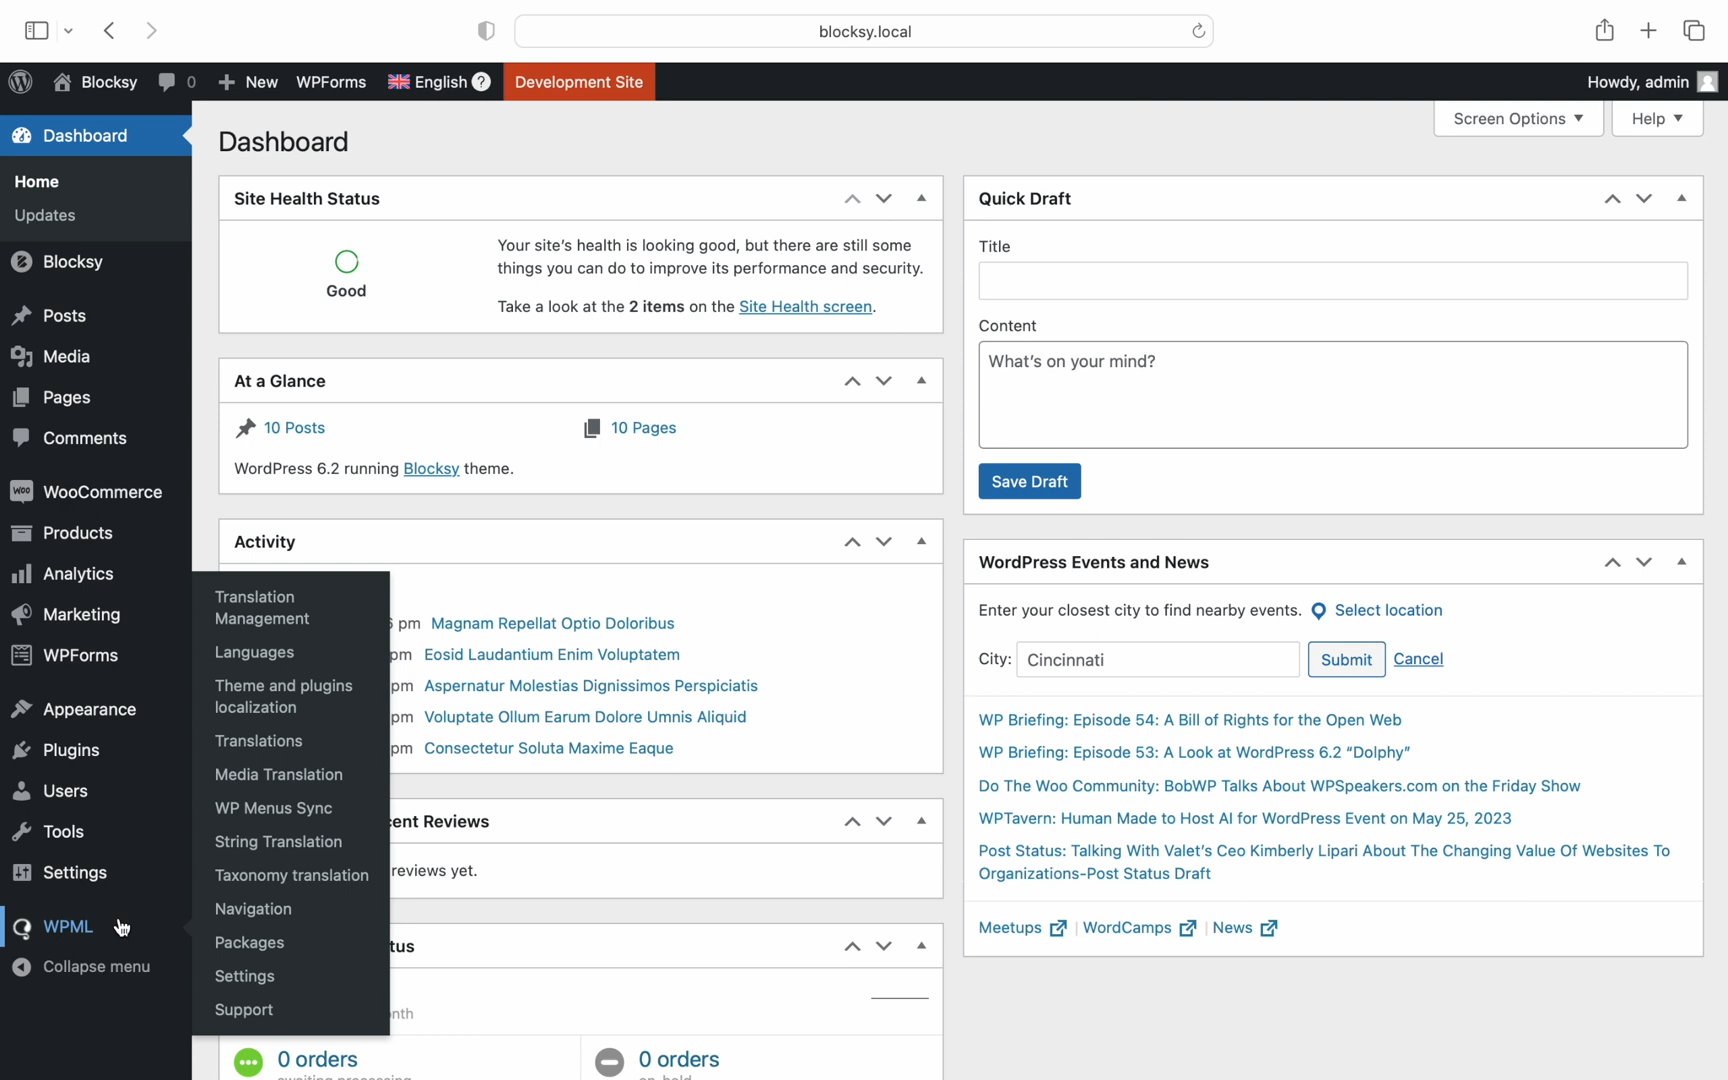 blocksy.local
Blocksy
0
New
WPForms
English
?
Development Site
Howdy, admin
Dashboard
Home
Updates
Blocksy
Posts
Media
Pages
Comments
WOO
WooCommerce
Products
Analytics
Marketing
WPForms
Appearance
Plugins
Users
Tools
Settings
WPML
Collapse menu
Translation
Management
Languages
Theme and plugins
localization
Translations
Media Translation
WP Menus Sync
String Translation
Taxonomy translation
Navigation
Packages
Settings
Support
Dashboard
Screen Options
Help
Site Health Status
Good
Your site's health is looking good, but there are still some
things you can do to improve its performance and security.
Take a look at the 2 items on the Site Health screen.
At a Glance
10 Posts
10 Pages
WordPress 6.2 running Blocksy theme.
Activity
pm Magnam Repellat Optio Doloribus
pm Eosid Laudantium Enim Voluptatem
pm Aspernatur Molestias Dignissimos Perspiciatis
pm Voluptate Ollum Earum Dolore Umnis Aliquid
pm Consectetur Soluta Maxime Eaque
cent Reviews
reviews yet.
tus
nth
0 orders
0 orders
Quick Draft
Title
Content
What's on your mind?
Save Draft
WordPress Events and News
Enter your closest city to find nearby events. Select location
City: Cincinnati Submit Cancel
WP Briefing: Episode 54: A Bill of Rights for the Open Web
WP Briefing: Episode 53: A Look at WordPress 6.2 “Dolphy”
Do The Woo Community: BobWP Talks About WPSpeakers.com on the Friday Show
WPTavern: Human Made to Host AI for WordPress Event on May 25, 2023
Post Status: Talking With Valet's Ceo Kimberly Lipari About The Changing Value Of Websites To
Organizations-Post Status Draft
Meetups | WordCamps | News